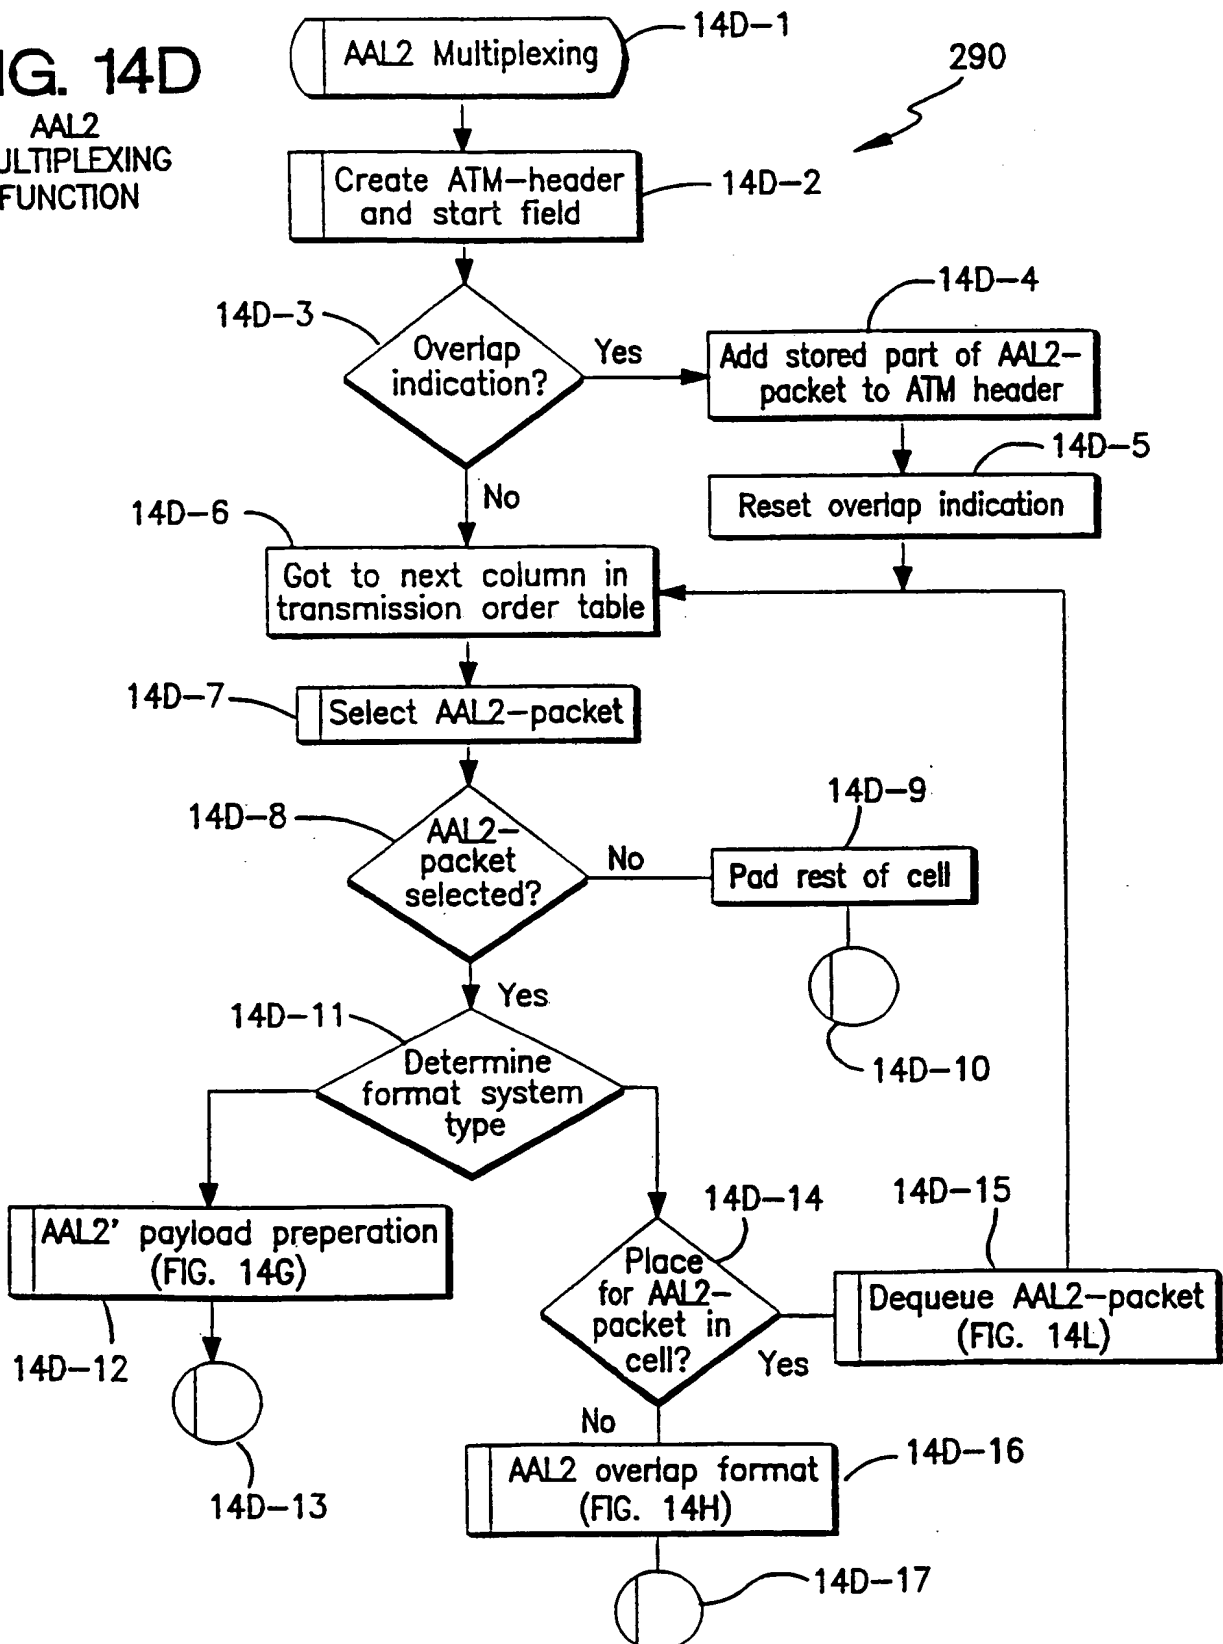 IG. 14D
AAL2
ULTIPLEXING
FUNCTION
AAL2 Multiplexing
14D-1
290
Create ATM-header
and start field
14D-2
14D-3
Overlap
indication?
Yes
14D-4
Add stored part of AAL2-
packet to ATM header
14D-5
Reset overlap indication
No
14D-6
Got to next column in
transmission order table
14D-7
Select AAL2-packet
14D-8
AAL2-
packet
selected?
No
14D-9
Pad rest of cell
14D-10
Yes
14D-11
Determine
format system
type
AAL2' payload preperation
(FIG. 14G)
14D-12
14D-13
14D-14
Place
for AAL2-
packet in
cell?
Yes
14D-15
Dequeue AAL2-packet
(FIG. 14L)
No
AAL2 overlap format
(FIG. 14H)
14D-16
14D-17